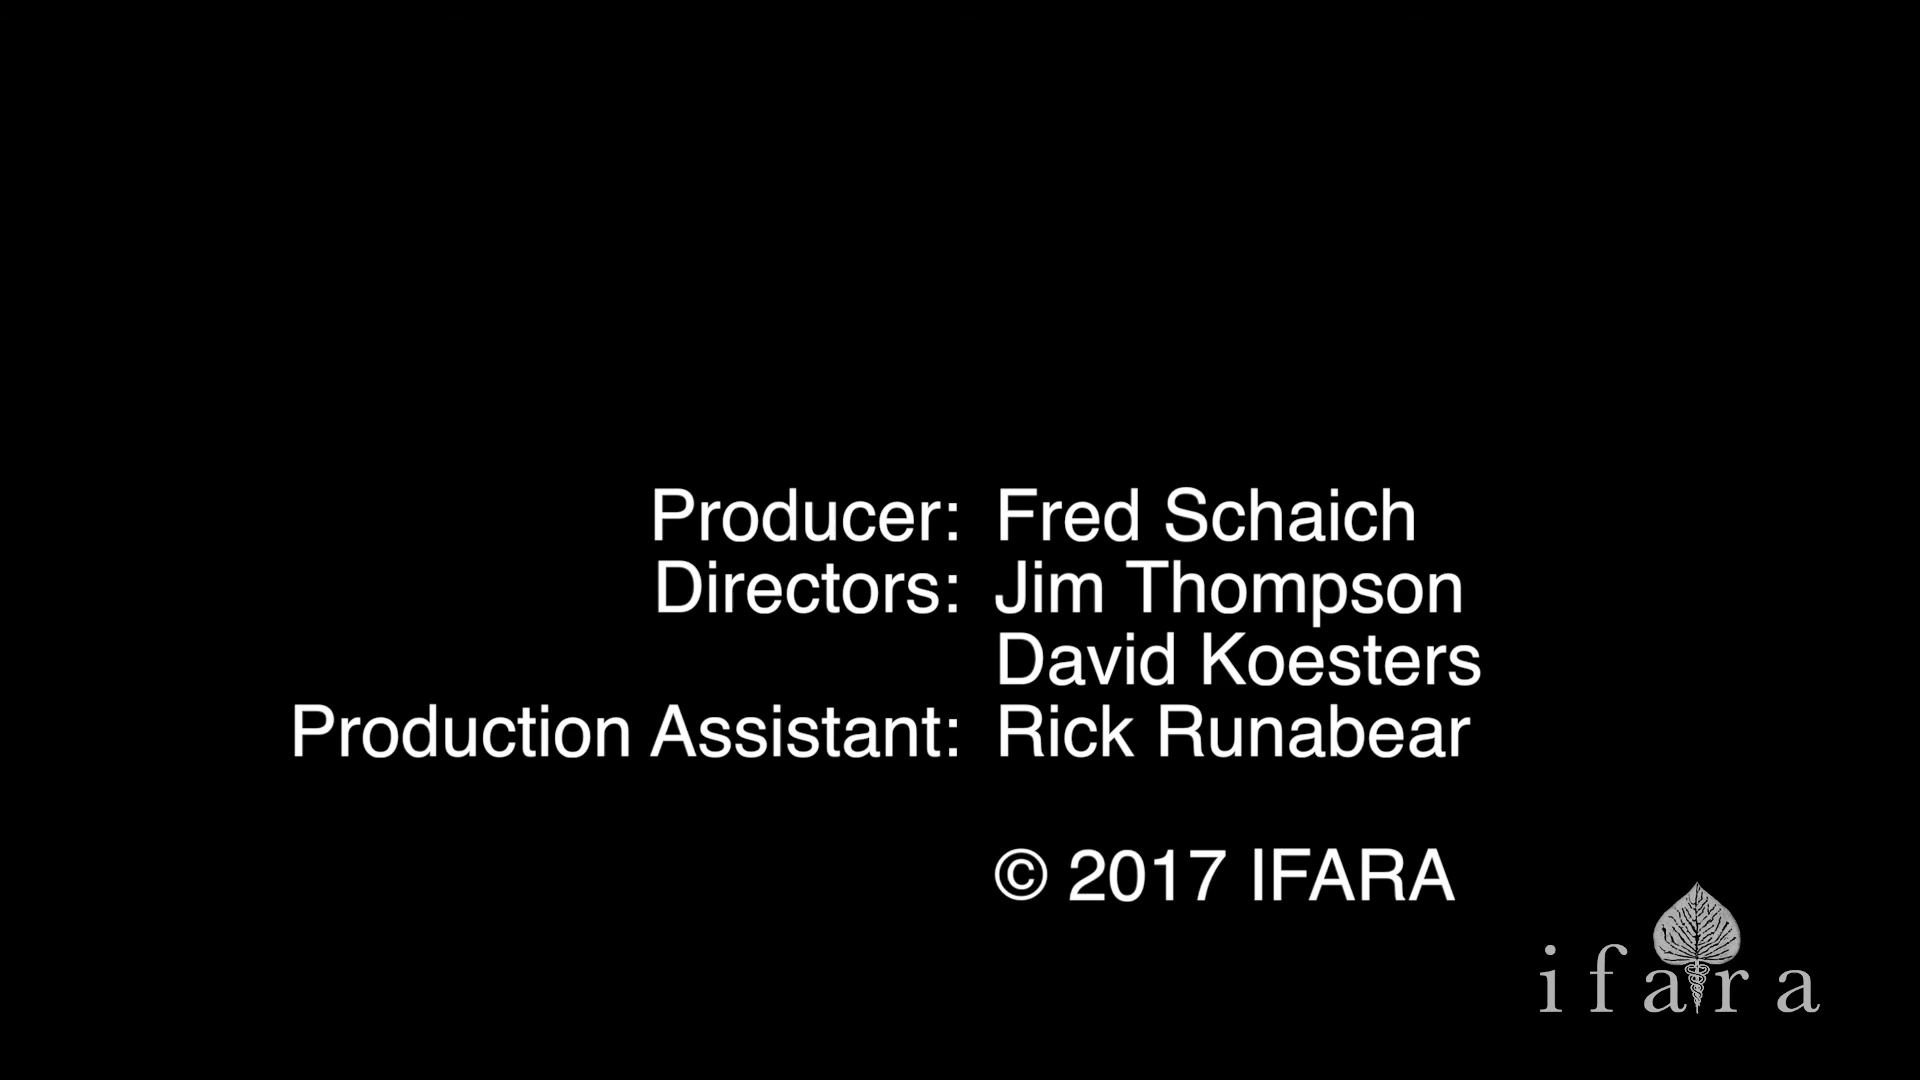 Producer: Fred Schaich
Directors: Jim Thompson
David Koesters
Production Assistant: Rick Runabear
© 2017 IFARA
ifara